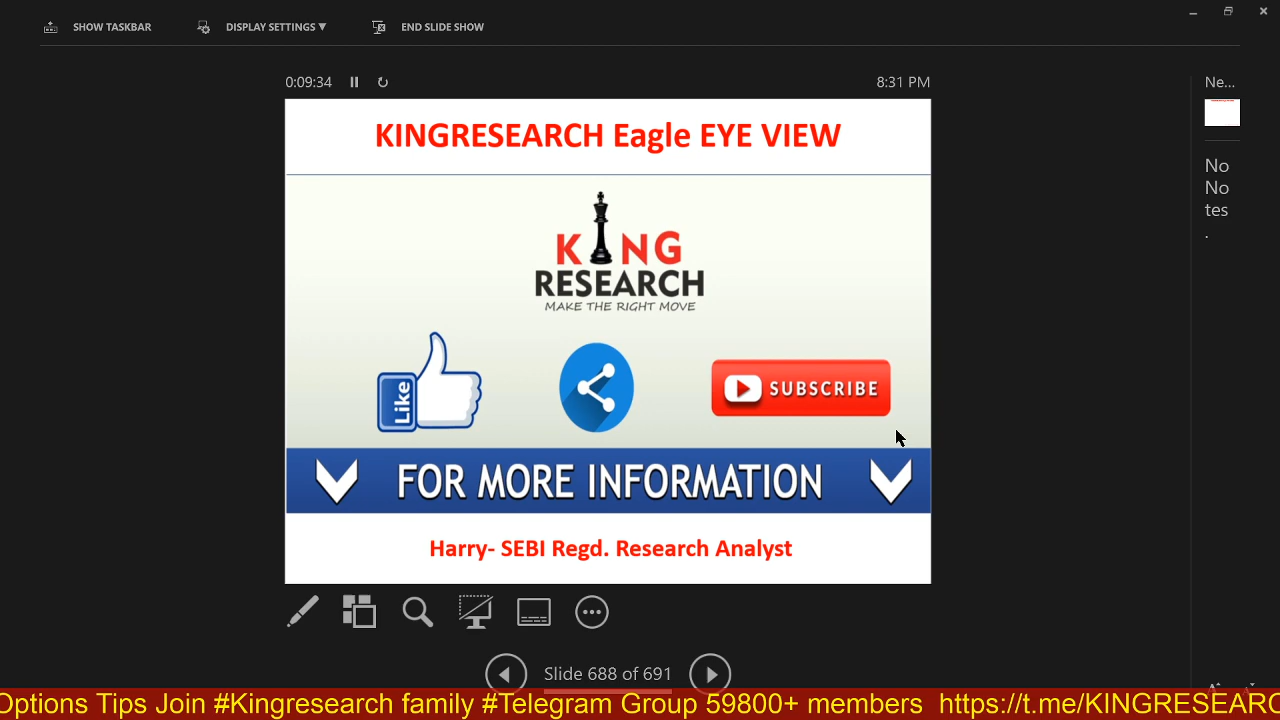 SHOW TASKBAR
DISPLAY SETTINGS ▼
END SLIDE SHOW
0:09:34
8:31 PM
Ne...
KINGRESEARCH Eagle EYE VIEW
No
No
tes
.
KING
RESEARCH
MAKE THE RIGHT MOVE
Like
SUBSCRIBE
FOR MORE INFORMATION
Harry- SEBI Regd. Research Analyst
Slide 688 of 691
Options Tips Join #Kingresearch family #Telegram Group 59800+ members https://t.me/KINGRESEARC